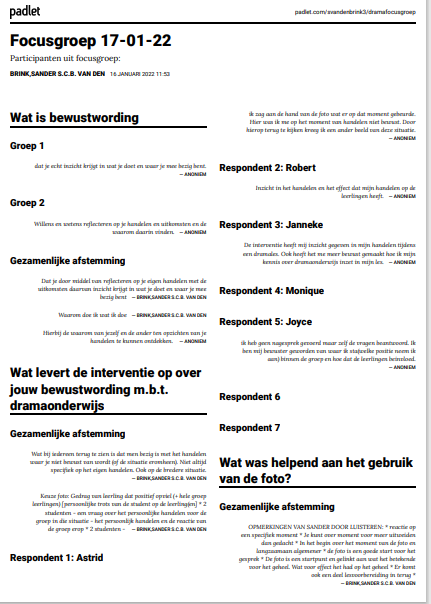 padlet
padlet.com/svandenbrink3/dramafocusgroep
Focusgroep 17-01-22
Participanten uit focusgroep:
BRINK,SANDER S.C.B. VAN DEN 16 JANUARI 2022 11:53
Wat is bewustwording
Groep 1
dat je echt inzicht krijgt in wat je doet en waar je mee bezig bent.
— ANONIEM
Groep 2
Willens en wetens reflecteren op je handelen en uitkomsten en de
waarom daarin vinden. — ANONIEM
Gezamenlijke afstemming
Dat je door middel van reflecteren op je eigen handelen met de
uitkomsten daarvan inzicht krijgt in wat je doet en waar je mee
bezig bent — BRINK,SANDER S.C.B. VAN DEN
Waarom doe ik wat ik doe — BRINK,SANDER S.C.B. VAN DEN
Hierbij de waarom van jezelf en de ander ten opzichten van je
handelen te kunnen ontdekken. — ANONIEM
Wat levert de interventie op over
jouw bewustwording m.b.t.
dramaonderwijs
Gezamenlijke afstemming
Wat bij iedereen terug te zien is dat men bezig is met het handelen
waar je niet bewust van wordt (of de situatie eromheen). Niet altijd
specifiek op het eigen handelen. Ook op de bredere situatie.
— BRINK,SANDER S.C.B. VAN DEN
Keuze foto: Gedrag van leerling dat positief opviel (+ hele groep
leerlingen) [persoonlijke trots van de student op de leerling(en] * 2
studenten - een vraag over het persoonlijke handelen voor de
groep in die situatie - het persoonlijk handelen en de reactie van
de groep erop * 2 studenten - — BRINK,SANDER S.C.B. VAN DEN
Respondent 1: Astrid
ik zag aan de hand van de foto wat er op dat moment gebeurde.
Hier was ik me op het moment van handelen niet bewust. Door
hierop terug te kijken kreeg ik een ander beeld van deze situatie.
— ANONIEM
Respondent 2: Robert
Inzicht in het handelen en het effect dat mijn handelen op de
leerlingen heeft. — ANONIEM
Respondent 3: Janneke
De interventie heeft mij inzicht gegeven in mijn handelen tijdens
een dramales. Ook heeft het me meer bewust gemaakt hoe ik mijn
kennis over dramaonderwijs inzet in mijn les. — ANONIEM
Respondent 4: Monique
Respondent 5: Joyce
ik heb geen nagesprek gevoerd maar zelf de vragen beantwoord. Ik
ben mij bewuster geworden van waar ik sta(welke positie neem ik
aan) binnen de groep en hoe dat de leerlingen beïnvloed.
— ANONIEM
Respondent 6
Respondent 7
Wat was helpend aan het gebruik
van de foto?
Gezamenlijke afstemming
OPMERKINGEN VAN SANDER DOOR LUISTEREN: * reactie op
een specifiek moment * Je kunt over moment voor meer uitweiden
dan gedacht * In het begin over het moment van de foto en
langzaamaan algemener * de foto is een goede start voor het
gesprek * De foto is een startpunt en gelinkt aan wat het betekende
voor het geheel. Wat voor effect het had op het geheel * Er komt
ook een deel lesvoorbereiding in terug *
— BRINK,SANDER S.C.B. VAN DEN